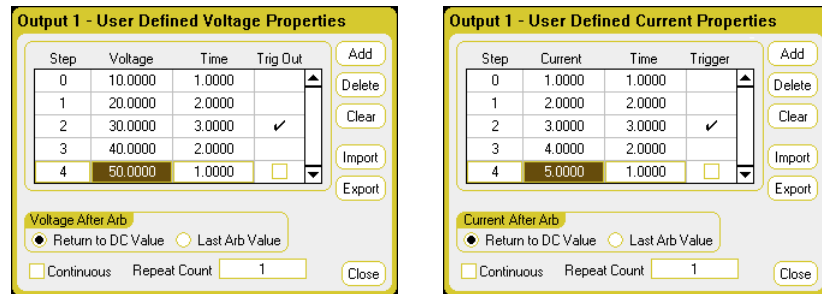 Output 1 - User Defined Voltage Properties
Step Voltage Time Trig Out
0 10.0000 1.0000
1 20.0000 2.0000
2 30.0000 3.0000 ✓
3 40.0000 2.0000
4 50.0000 1.0000
Add
Delete
Clear
Import
Export
Voltage After Arb
Return to DC Value Last Arb Value
Continuous Repeat Count 1
Close
Output 1 - User Defined Current Properties
Step Current Time Trigger
0 1.0000 1.0000
1 2.0000 2.0000
2 3.0000 3.0000 ✓
3 4.0000 2.0000
4 5.0000 1.0000
Add
Delete
Clear
Import
Export
Current After Arb
Return to DC Value Last Arb Value
Continuous Repeat Count 1
Close